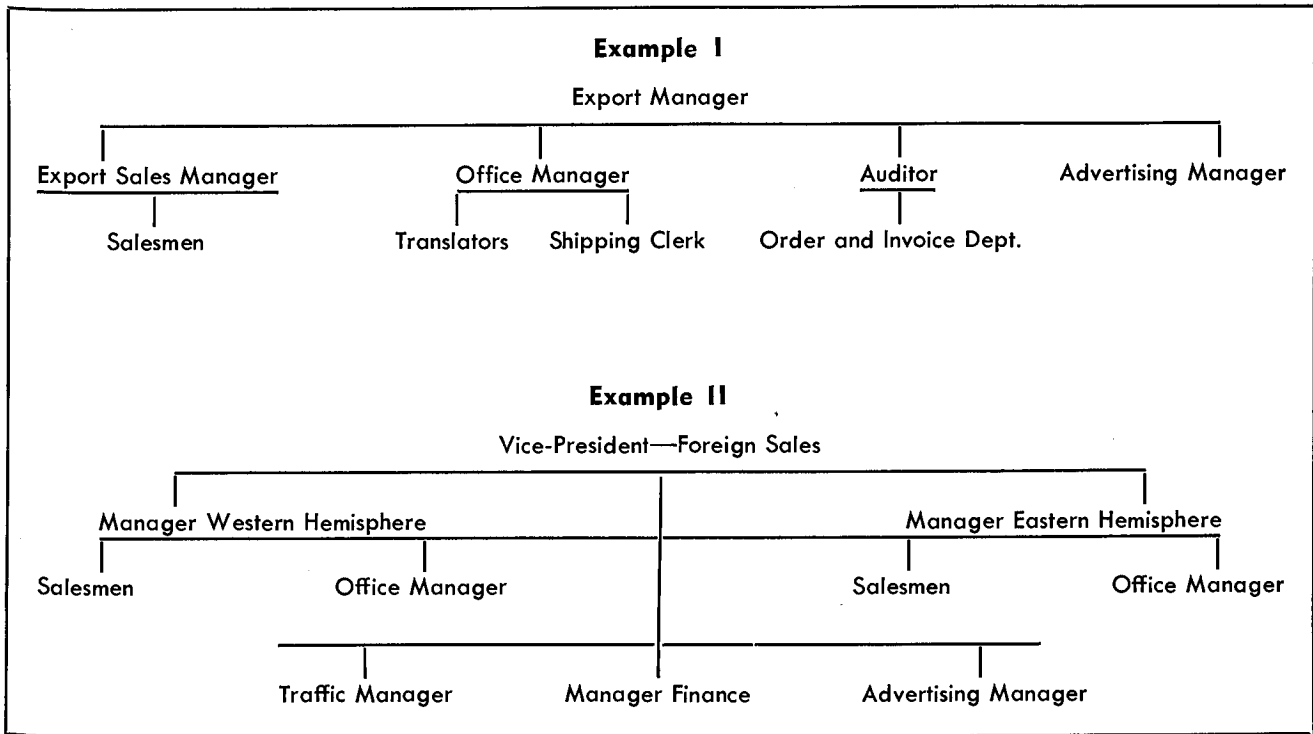 Example I
Export Manager
Export Sales Manager Office Manager Auditor Advertising Manager
Salesmen Translators Shipping Clerk Order and Invoice Dept.
Example II
Vice-President—Foreign Sales
Manager Western Hemisphere Manager Eastern Hemisphere
Salesmen Office Manager Salesmen Office Manager
Traffic Manager Manager Finance Advertising Manager